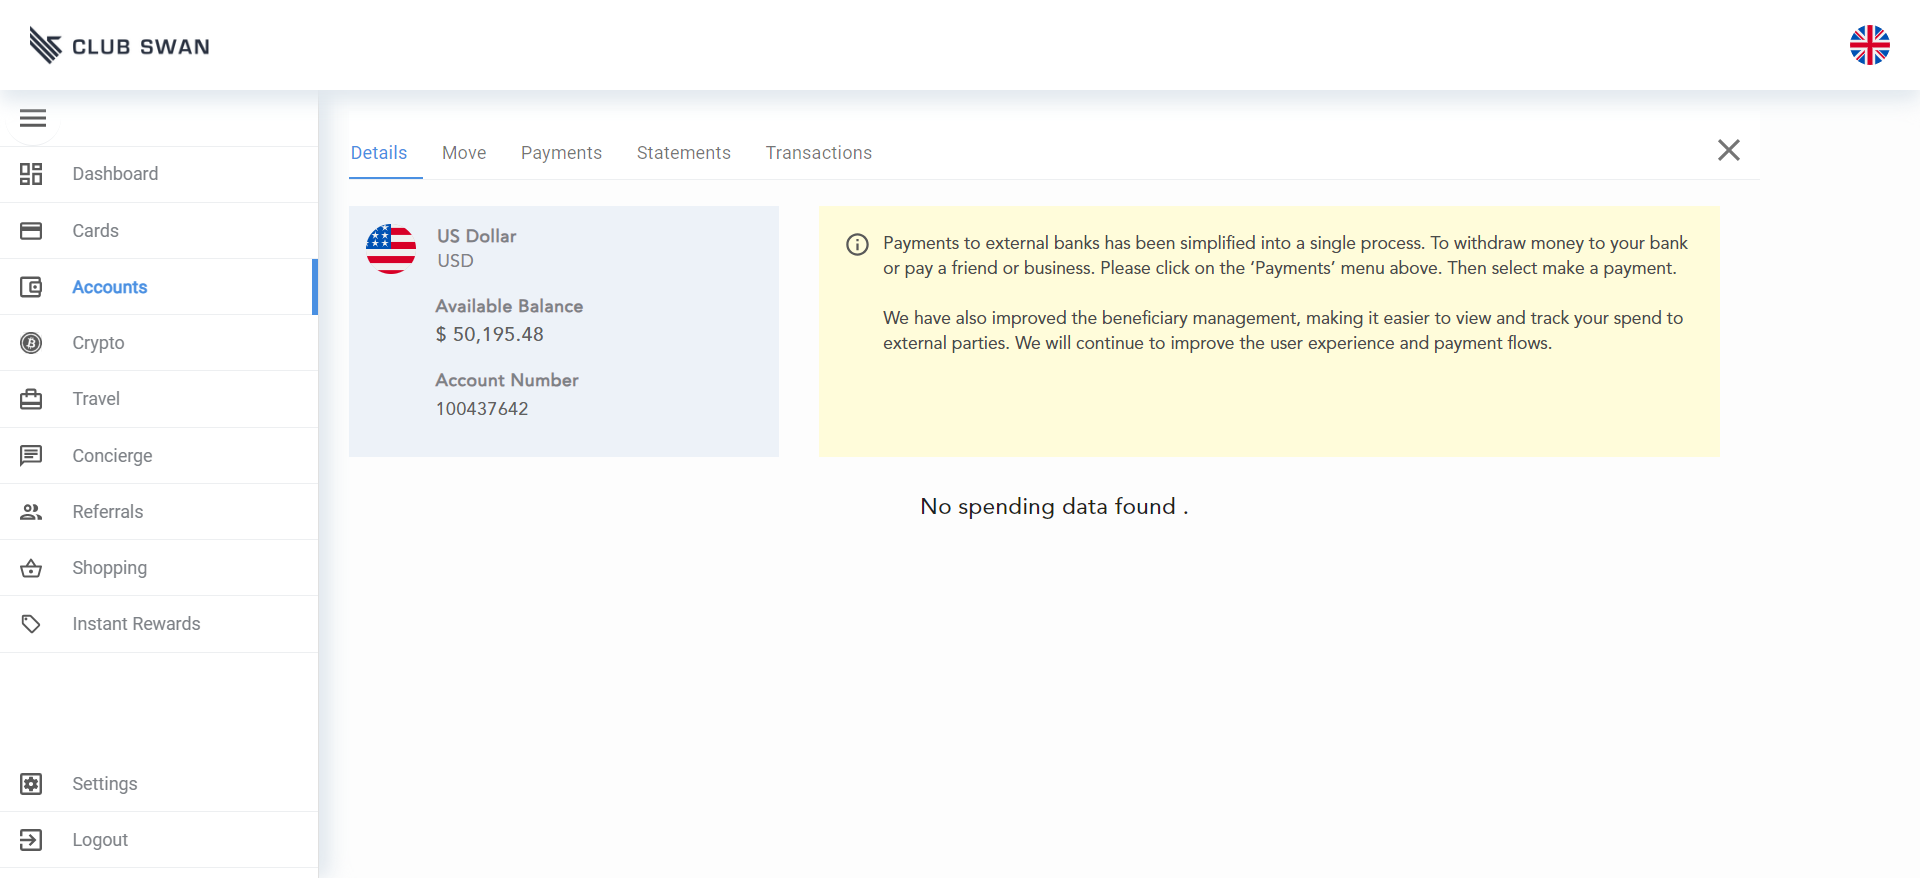 CLUB SWAN
Dashboard
Cards
Accounts
Crypto
Travel
Concierge
Referrals
Shopping
Instant Rewards
Settings
Logout
Details Move Payments Statements Transactions
US Dollar
USD
Available Balance
$ 50,195.48
Account Number
100437642
Payments to external banks has been simplified into a single process. To withdraw money to your bank
or pay a friend or business. Please click on the ‘Payments’ menu above. Then select make a payment.
We have also improved the beneficiary management, making it easier to view and track your spend to
external parties. We will continue to improve the user experience and payment flows.
No spending data found .